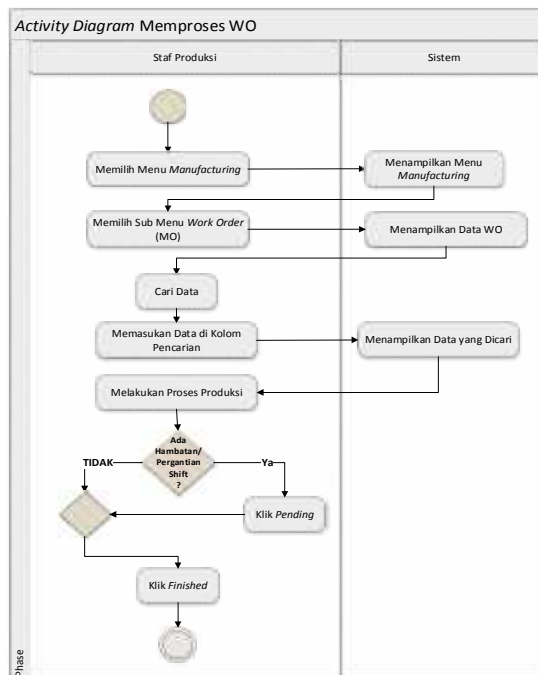 Activity Diagram Memproses WO
Staf Produksi
Sistem
Memilih Menu Manufacturing
Menampilkan Menu
Manufacturing
Memilih Sub Menu Work Order
(MO)
Menampilkan Data WO
Cari Data
Memasukan Data di Kolom
Pencarian
Menampilkan Data yang Dicari
Melakukan Proses Produksi
Ada
Hambatan/
Pergantian
Shift
?
TIDAK
Ya
Klik Pending
Klik Finished
Phase